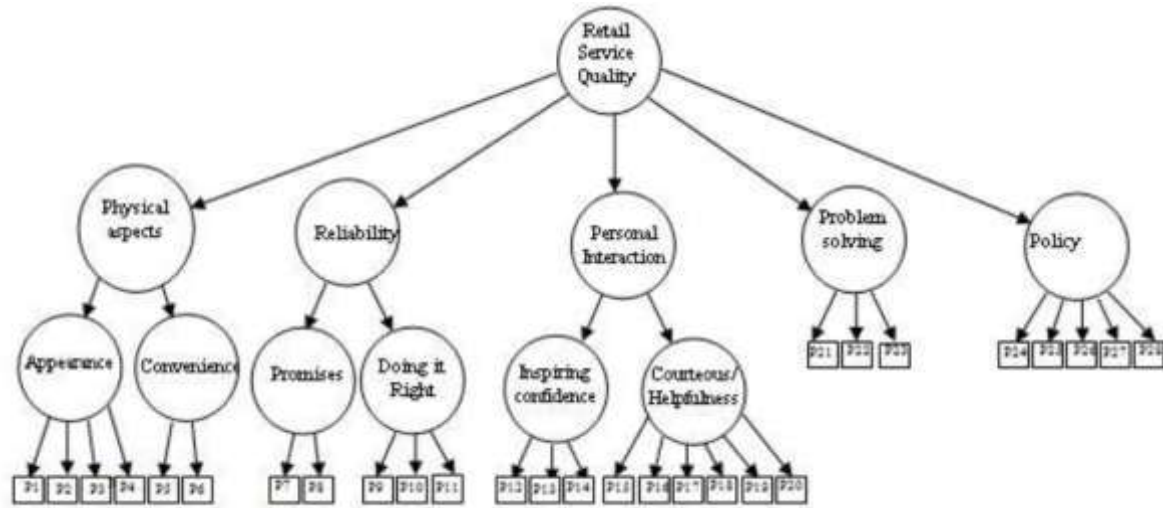 Retail
Service
Quality
Physical
aspects
Reliability
Personal
Interaction
Problem
solving
Policy
Appearance
Convenience
Promises
Doing it
Right
Inspiring
confidence
Courteous/
Helpfulness
P21 P22 P23
P24 P25 P26 P27 P28
P1 P2 P3 P4 P5 P6
P7 P8
P9 P10 P11
P12 P13 P14
P15 P16 P17 P18 P19 P20